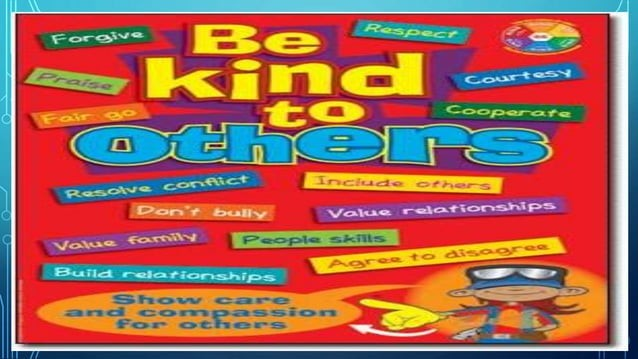 Be
kind
to
Others
Forgive
Respect
Praise
Courtesy
Fair go
Cooperate
Resolve conflict
Include others
Don't bully
Value relationships
Value family
People skills
Agree to disagree
Build relationships
Show care
and compassion
for others